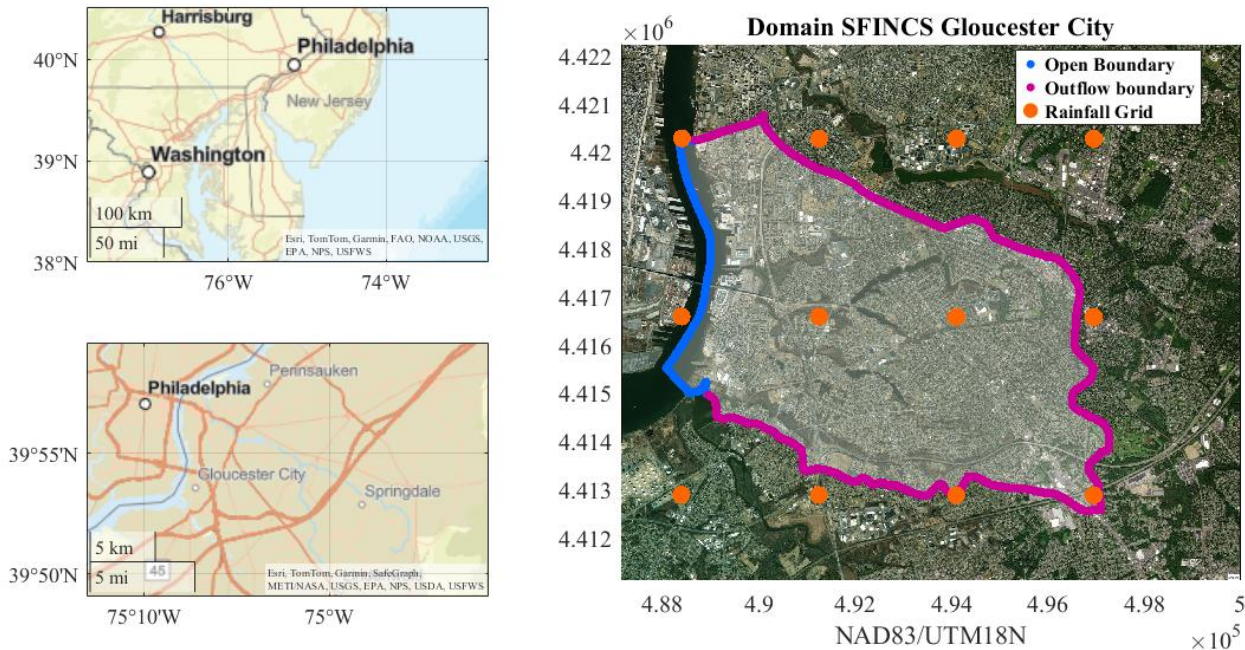 Harrisburg
40°N
Philadelphia
New Jersey
39°N
Washington
100 km
50 mi
Esri, TomTom, Garmin, FAO, NOAA, USGS,
EPA, NPS, USFWS
38°N
76°W
74°W
Pennsauken
Philadelphia
39°55'N
Gloucester City
Springdale
5 km
5 mi
45
Esri, TomTom, Garmin, SafeGraph,
METI/NASA, USGS, EPA, NPS, USDA, USFWS
39°50'N
75°10'W
75°W
×10⁶
Domain SFINCS Gloucester City
4.422
4.421
4.42
4.419
4.418
4.417
4.416
4.415
4.414
4.413
4.412
Open Boundary
Outflow boundary
Rainfall Grid
4.88
4.9
4.92
4.94
4.96
4.98
5
NAD83/UTM18N
×10⁵